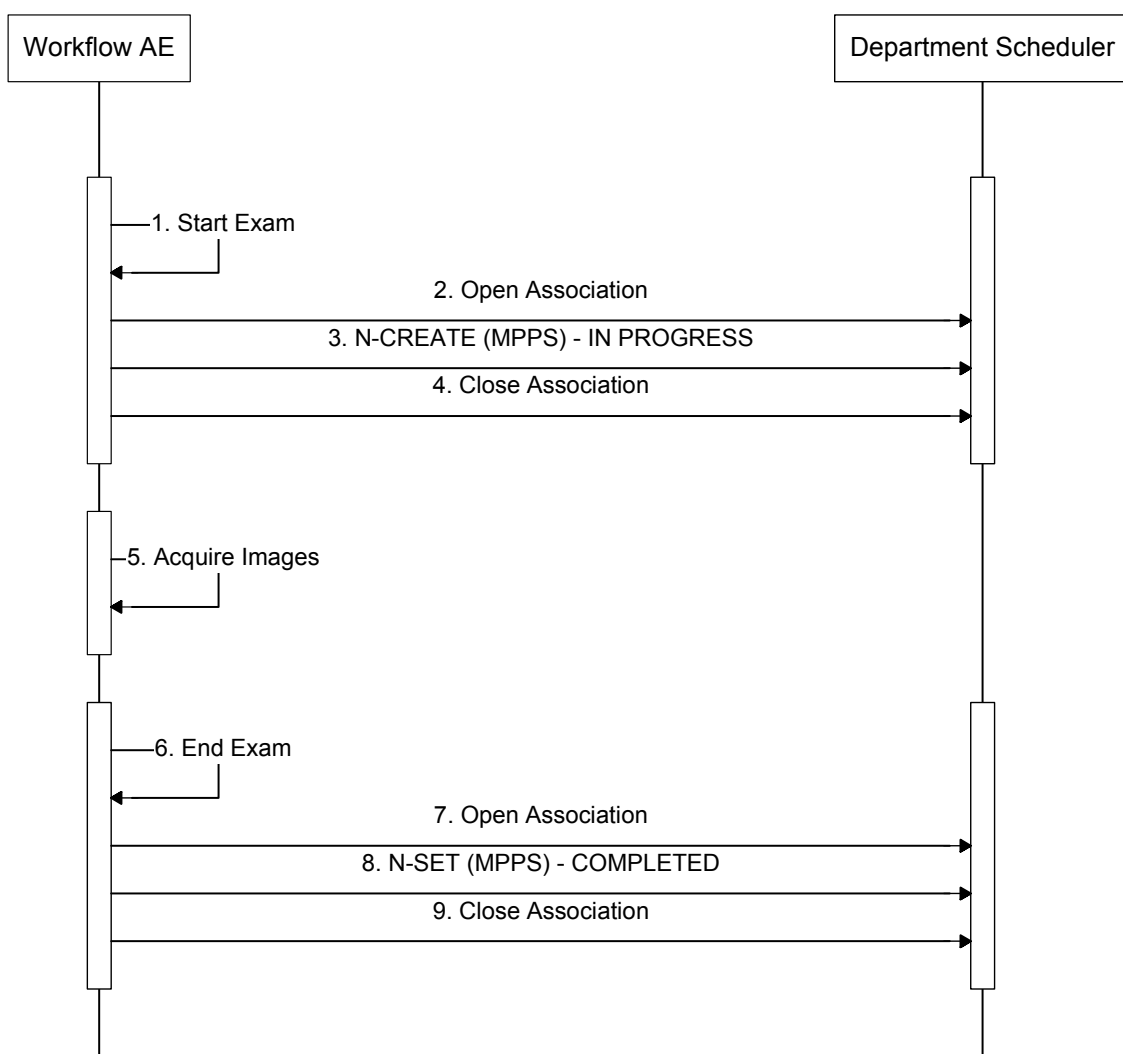 Workflow AE
Department Scheduler
1. Start Exam
2. Open Association
3. N-CREATE (MPPS) - IN PROGRESS
4. Close Association
5. Acquire Images
6. End Exam
7. Open Association
8. N-SET (MPPS) - COMPLETED
9. Close Association